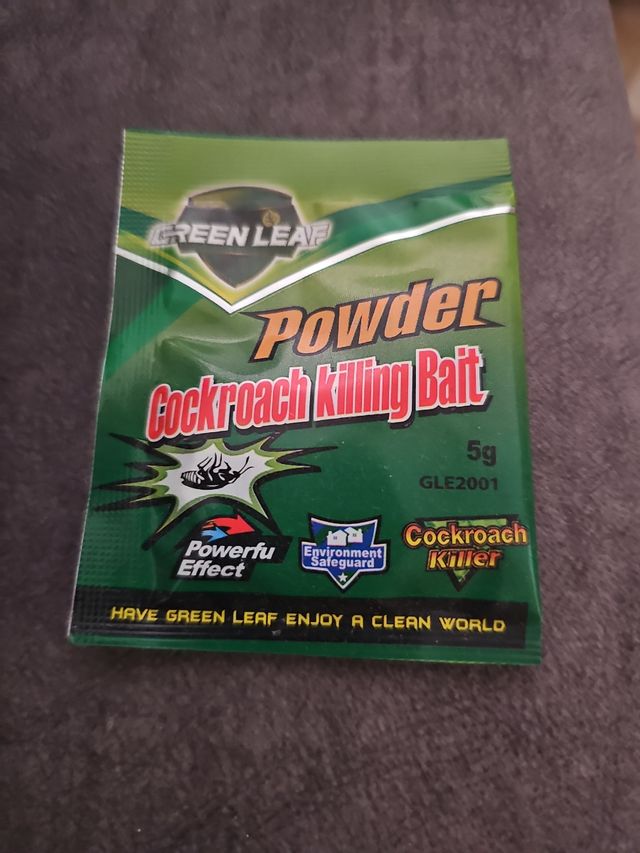 GREEN LEAF
Powder
Cockroach Killing Bait
5g
GLE2001
Powerfu
Effect
Environment
Safeguard
Cockroach
Killer
HAVE GREEN LEAF ENJOY A CLEAN WORLD